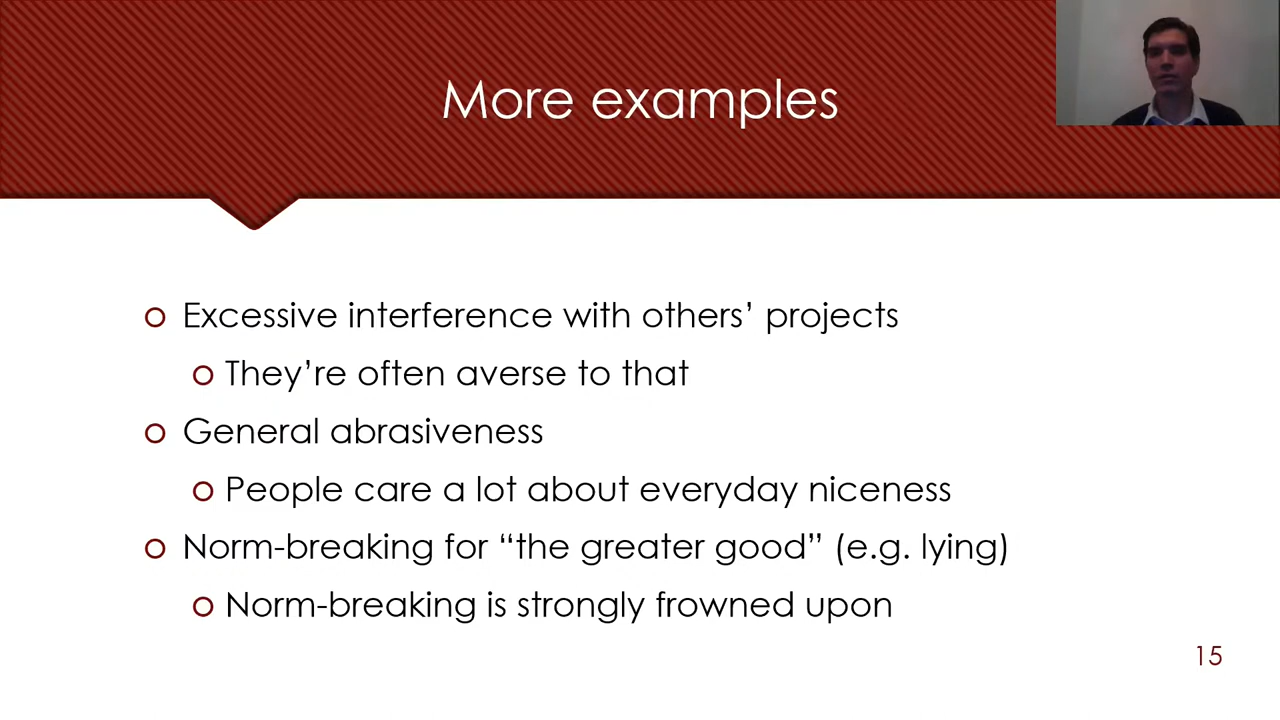 More examples
Excessive interference with others’ projects
They’re often averse to that
General abrasiveness
People care a lot about everyday niceness
Norm-breaking for “the greater good” (e.g. lying)
Norm-breaking is strongly frowned upon
15